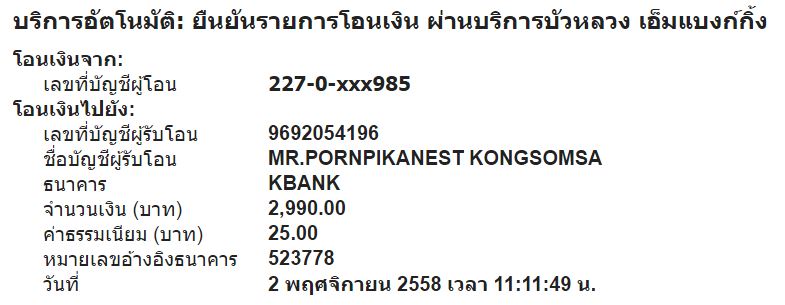 บริการอัตโนมัติ: ยืนยันรายการโอนเงิน ผ่านบริการบัวหลวง เอ็มแบงก์กิ้ง
โอนเงินจาก:
เลขที่บัญชีผู้โอน 227-0-xxx985
โอนเงินไปยัง:
เลขที่บัญชีผู้รับโอน 9692054196
ชื่อบัญชีผู้รับโอน MR.PORNPIKANEST KONGSOMSA
ธนาคาร KBANK
จำนวนเงิน (บาท) 2,990.00
ค่าธรรมเนียม (บาท) 25.00
หมายเลขอ้างอิงธนาคาร 523778
วันที่ 2 พฤศจิกายน 2558 เวลา 11:11:49 น.